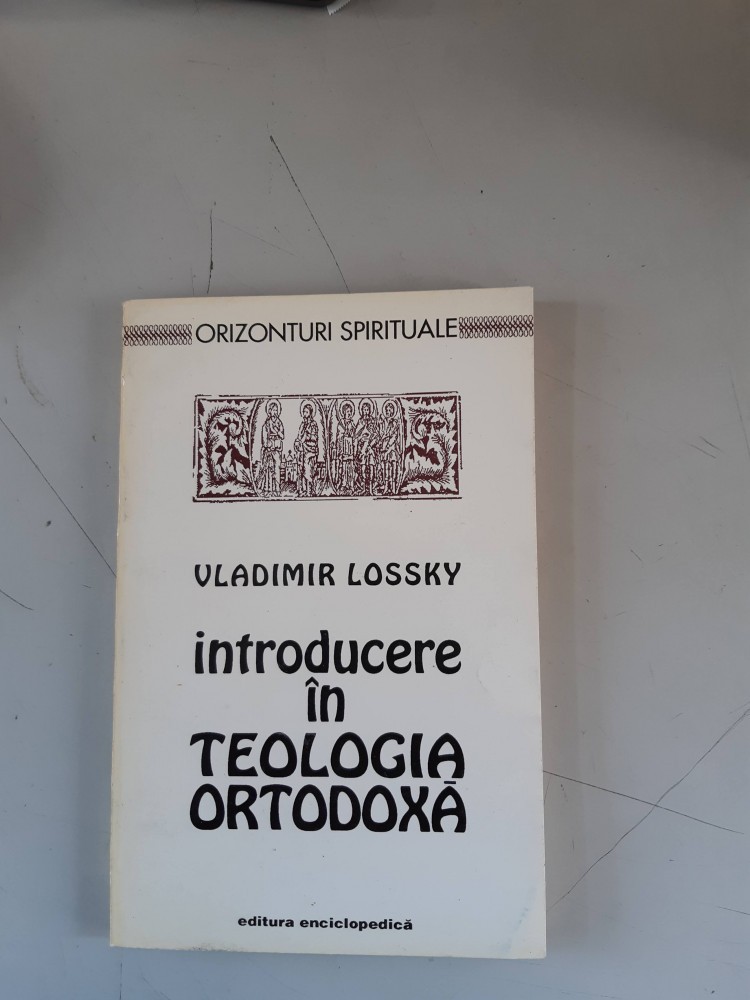 ORIZONTURI SPIRITUALE
VLADIMIR LOSSKY
introducere
în
TEOLOGIA
ORTODOXĂ
editura enciclopedică